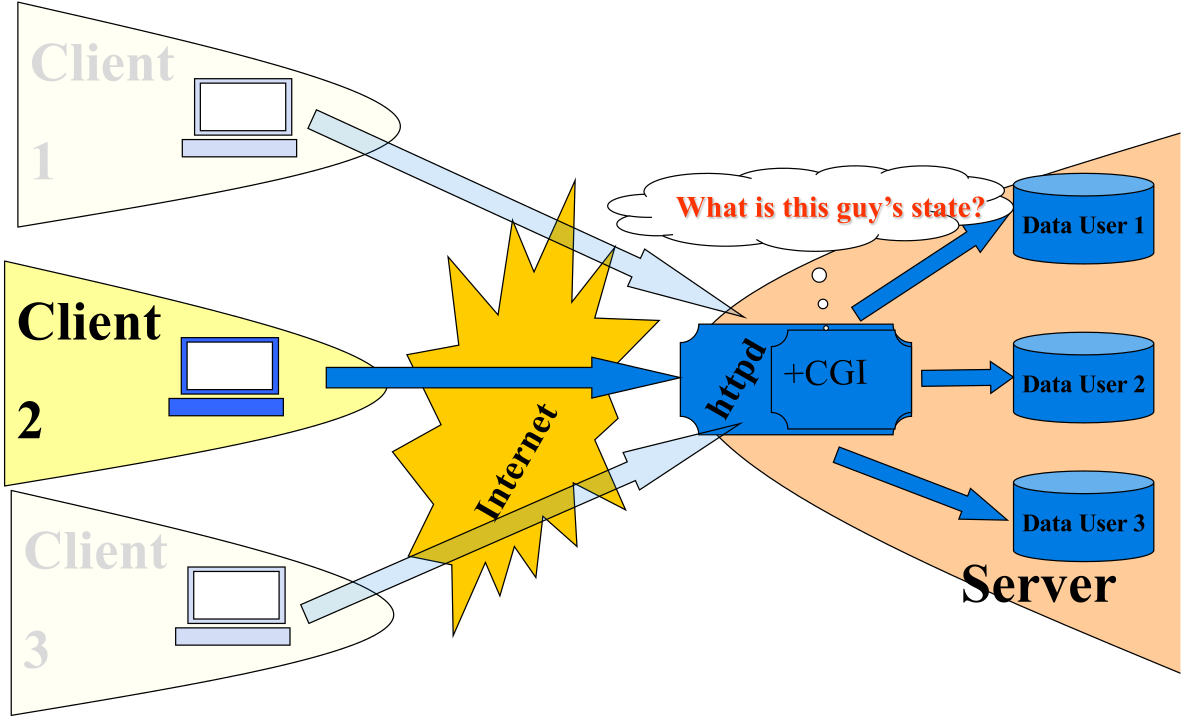 Client
1
What is this guy's state?
Data User 1
Client
2
Internet
httpd
+CGI
Data User 2
Client
3
Data User 3
Server